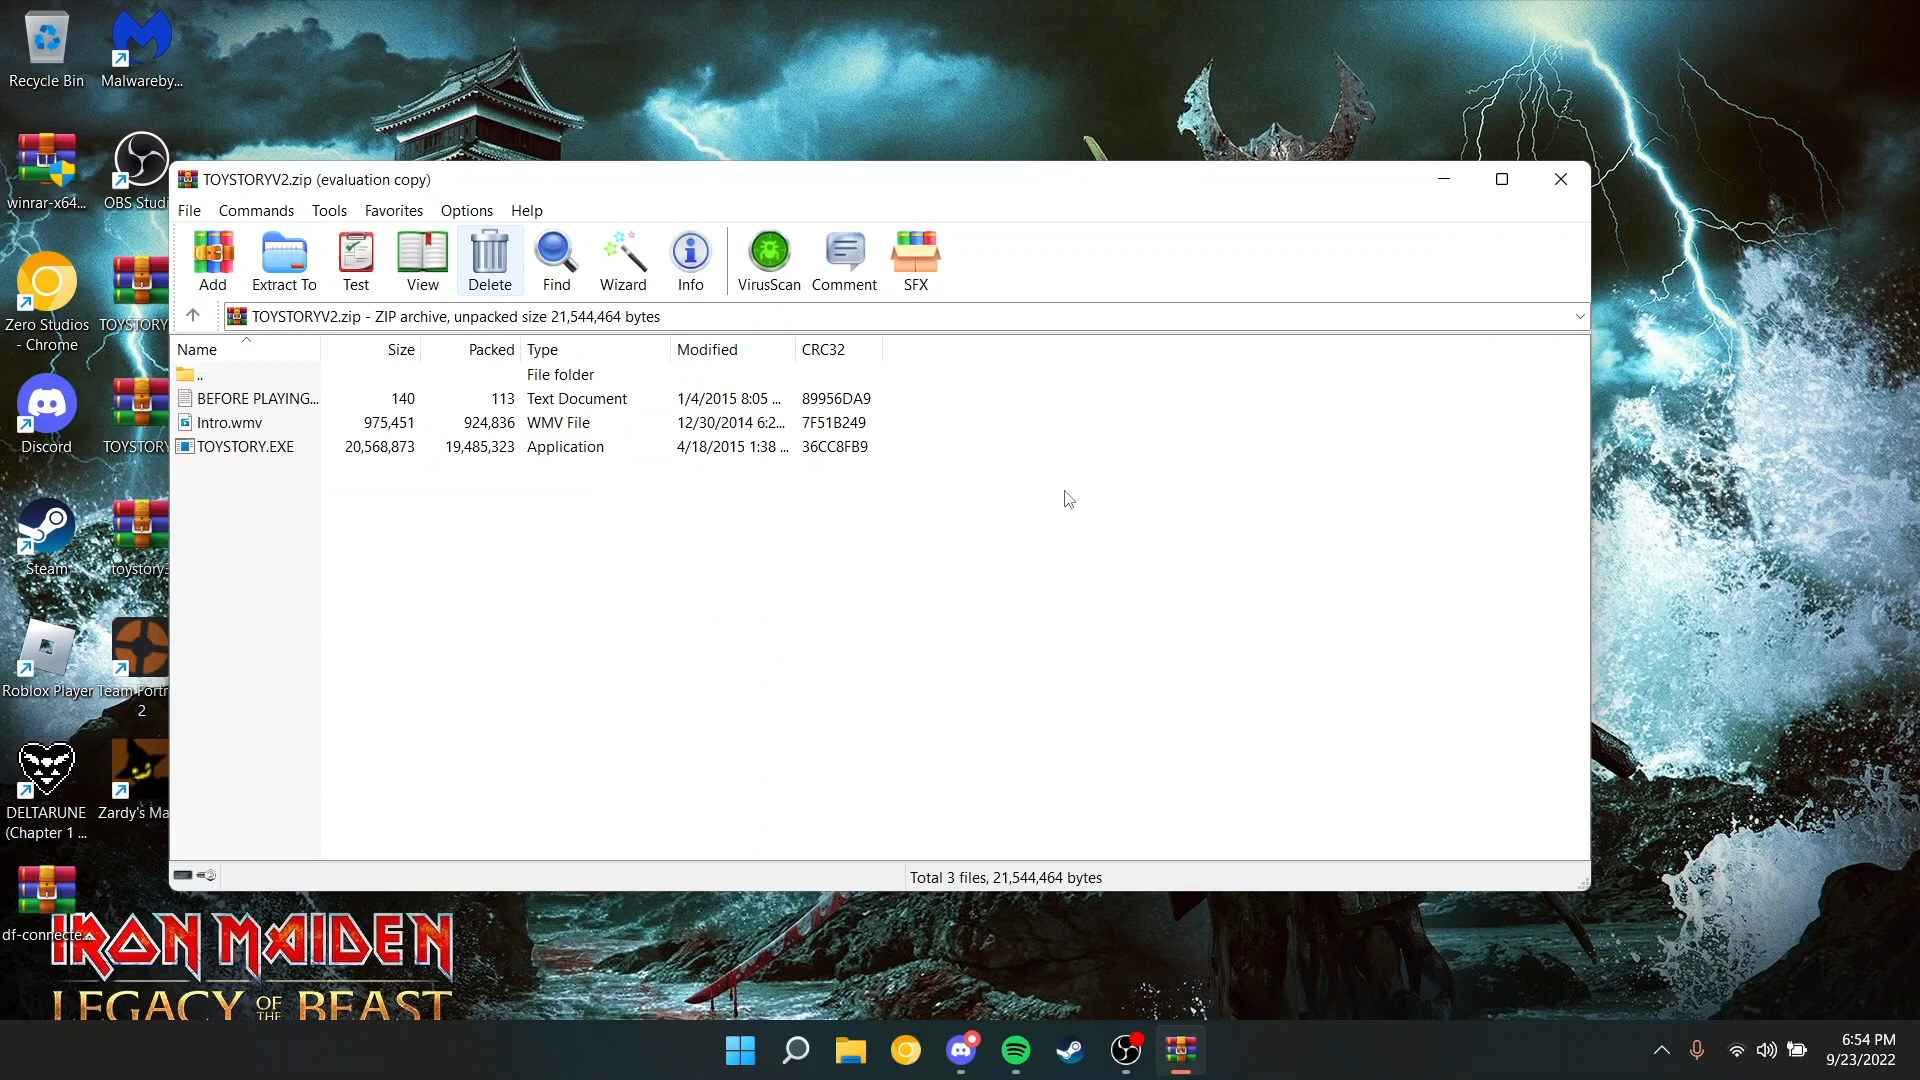 Recycle Bin
Malwareby...
winrar-x64...
OBS Studi
Zero Studios
- Chrome
TOYSTORY
Discord
TOYSTORY
Steam
toystory3
Roblox Player
Team Fortr
2
DELTARUNE
(Chapter 1 ...
Zardy's Ma
df-connecte...
TOYSTORYV2.zip (evaluation copy)
File Commands Tools Favorites Options Help
Add Extract To Test View Delete Find Wizard Info VirusScan Comment SFX
TOYSTORYV2.zip - ZIP archive, unpacked size 21,544,464 bytes
Name Size Packed Type Modified CRC32
.. File folder
BEFORE PLAYING... 140 113 Text Document 1/4/2015 8:05 ... 89956DA9
Intro.wmv 975,451 924,836 WMV File 12/30/2014 6:2... 7F51B249
TOYSTORY.EXE 20,568,873 19,485,323 Application 4/18/2015 1:38 ... 36CC8FB9
Total 3 files, 21,544,464 bytes
IRON MAIDEN
LEGACY OF THE BEAST
6:54 PM
9/23/2022